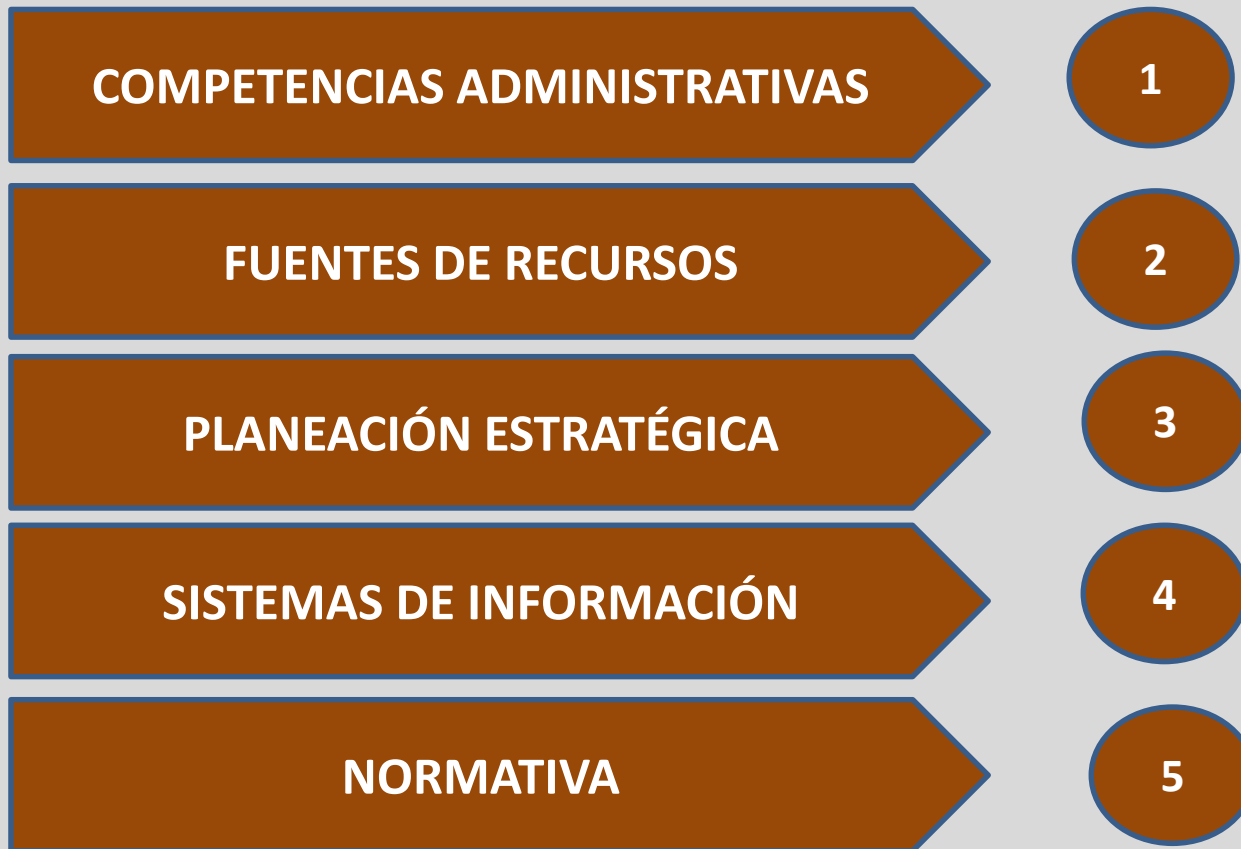 COMPETENCIAS ADMINISTRATIVAS
1
FUENTES DE RECURSOS
2
PLANEACIÓN ESTRATÉGICA
3
SISTEMAS DE INFORMACIÓN
4
NORMATIVA
5